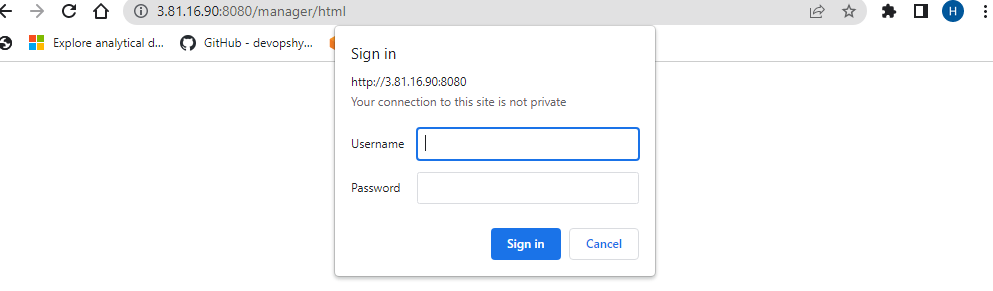 3.81.16.90:8080/manager/html
H
Explore analytical d...
GitHub - devopshy...
Sign in
http://3.81.16.90:8080
Your connection to this site is not private
Username
Password
Sign in
Cancel